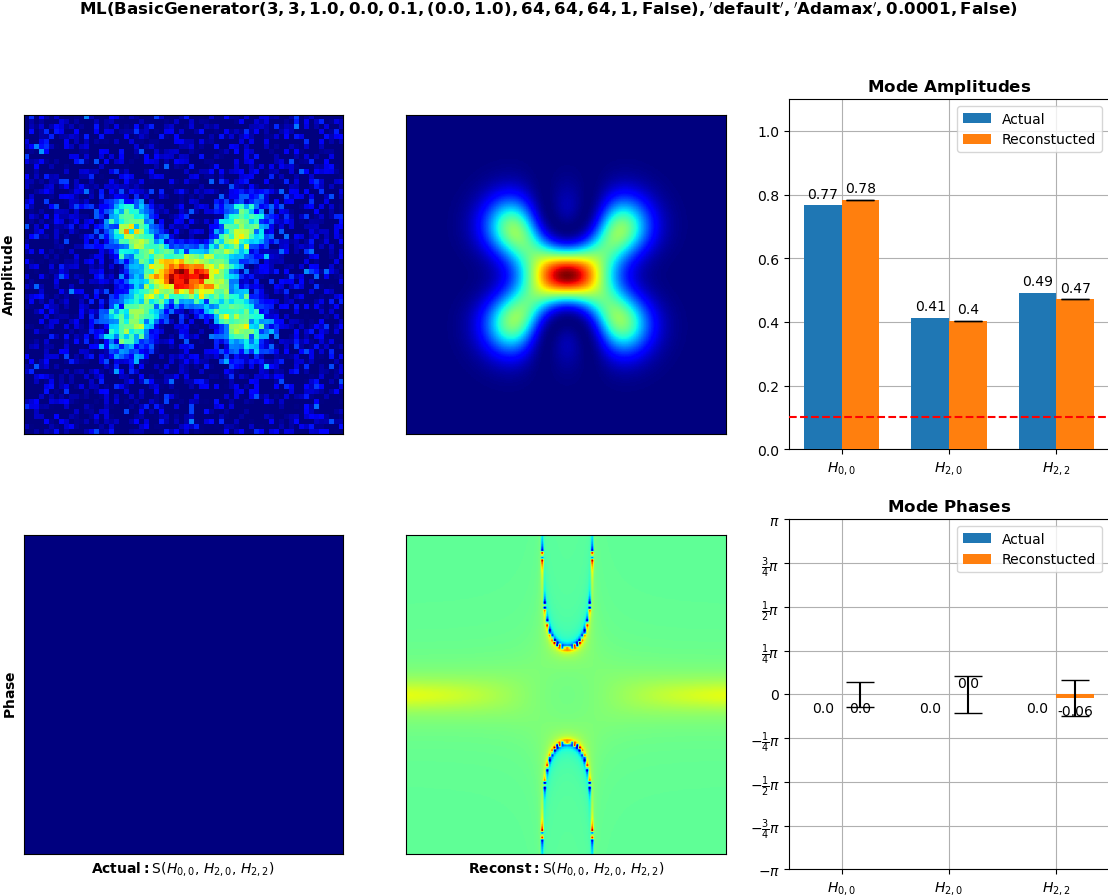 ML(BasicGenerator(3, 3, 1.0, 0.0, 0.1, (0.0, 1.0), 64, 64, 64, 1, False), ′default′, ′Adamax′, 0.0001, False)
Amplitude
Mode Amplitudes
Actual
Reconstucted
1.0
0.8
0.6
0.4
0.2
0.0
0.77
0.78
0.41
0.4
0.49
0.47
H0,0
H2,0
H2,2
Phase
Actual: S(H0,0, H2,0, H2,2)
Reconst: S(H0,0, H2,0, H2,2)
Mode Phases
Actual
Reconstucted
π
3/4π
1/2π
1/4π
0
−1/4π
−1/2π
−3/4π
−π
0.0
0.0
0.0
0.0
0.0
-0.06
H0,0
H2,0
H2,2